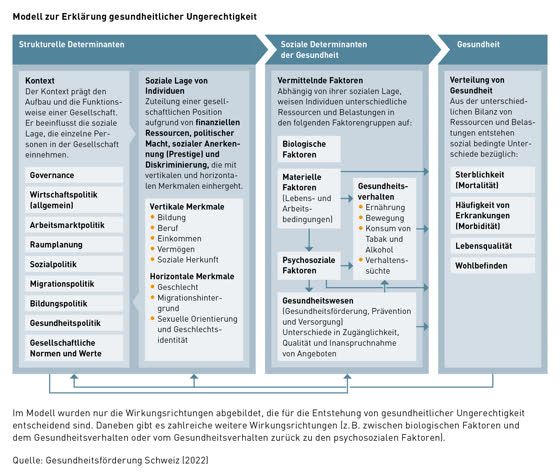 Modell zur Erklärung gesundheitlicher Ungerechtigkeit
Strukturelle Determinanten
Kontext
Der Kontext prägt den
Aufbau und die Funktions-
weise einer Gesellschaft.
Er beeinflusst die soziale
Lage, die einzelne Per-
sonen in der Gesellschaft
einnehmen.
Governance
Wirtschaftspolitik
(allgemein)
Arbeitsmarktpolitik
Raumplanung
Sozialpolitik
Migrationspolitik
Bildungspolitik
Gesundheitspolitik
Gesellschaftliche
Normen und Werte
Soziale Lage von
Individuen
Zuteilung einer gesell-
schaftlichen Position
aufgrund von finanziellen
Ressourcen, politischer
Macht, sozialer Anerken-
nung (Prestige) und
Diskriminierung, die mit
vertikalen und horizonta-
len Merkmalen einhergeht.
Vertikale Merkmale
• Bildung
• Beruf
• Einkommen
• Vermögen
• Soziale Herkunft
Horizontale Merkmale
• Geschlecht
• Migrationshinter-
grund
• Sexuelle Orientierung
und Geschlechts-
identität
Soziale Determinanten
der Gesundheit
Vermittelnde Faktoren
Abhängig von ihrer sozialen Lage,
weisen Individuen unterschiedliche
Ressourcen und Belastungen in
den folgenden Faktorengruppen auf:
Biologische
Faktoren
Materielle
Faktoren
(Lebens- und
Arbeits-
bedingungen)
Psychosoziale
Faktoren
Gesundheits-
verhalten
• Ernährung
• Bewegung
• Konsum von
Tabak und
Alkohol
• Verhaltens-
süchte
Gesundheitswesen
(Gesundheitsförderung, Prävention
und Versorgung)
Unterschiede in Zugänglichkeit,
Qualität und Inanspruchnahme
von Angeboten
Gesundheit
Verteilung von
Gesundheit
Aus der unterschied-
lichen Bilanz von
Ressourcen und Belas-
tungen entstehen
sozial bedingte Unter-
schiede bezüglich:
Sterblichkeit
(Mortalität)
Häufigkeit von
Erkrankungen
(Morbidität)
Lebensqualität
Wohlbefinden
Im Modell wurden nur die Wirkungsrichtungen abgebildet, die für die Entstehung von gesundheitlicher Ungerechtigkeit
entscheidend sind. Daneben gibt es zahlreiche weitere Wirkungsrichtungen (z. B. zwischen biologischen Faktoren und
dem Gesundheitsverhalten oder vom Gesundheitsverhalten zurück zu den psychosozialen Faktoren).
Quelle: Gesundheitsförderung Schweiz (2022)